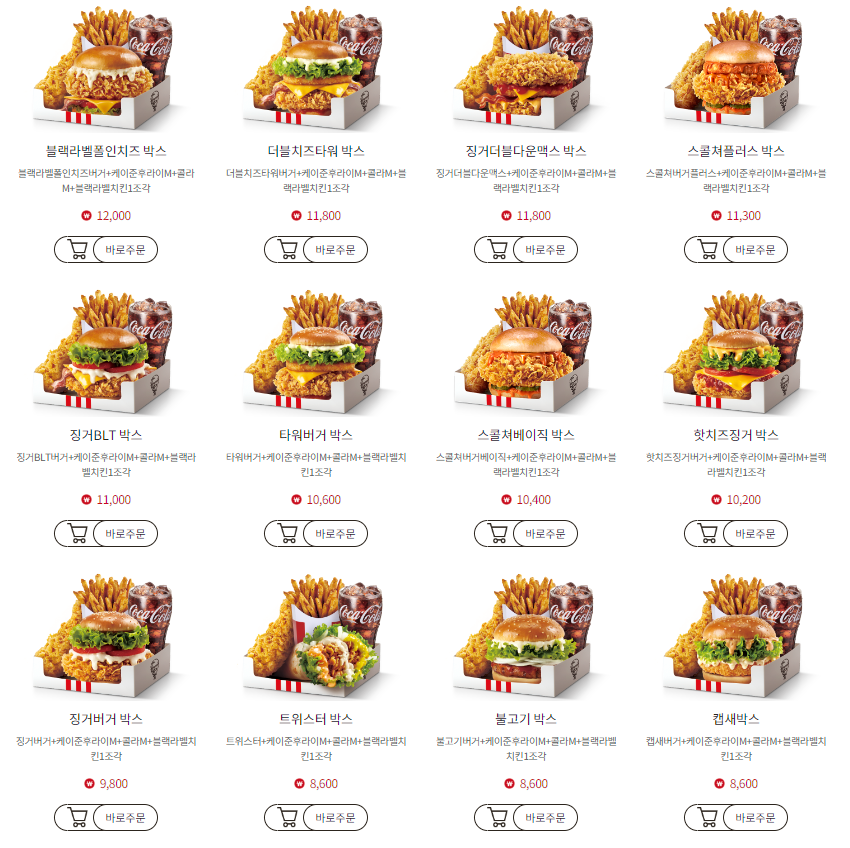 블랙라벨폴인치즈 박스
블랙라벨폴인치즈버거+케이준후라이M+콜라
M+블랙라벨치킨1조각
₩ 12,000
바로주문
더블치즈타워 박스
더블치즈타워버거+케이준후라이M+콜라M+블
랙라벨치킨1조각
₩ 11,800
바로주문
징거더블다운맥스 박스
징거더블다운맥스+케이준후라이M+콜라M+블
랙라벨치킨1조각
₩ 11,800
바로주문
스콜쳐플러스 박스
스콜쳐버거플러스+케이준후라이M+콜라M+블
랙라벨치킨1조각
₩ 11,300
바로주문
징거BLT 박스
징거BLT버거+케이준후라이M+콜라M+블랙라
벨치킨1조각
₩ 11,000
바로주문
타워버거 박스
타워버거+케이준후라이M+콜라M+블랙라벨치
킨1조각
₩ 10,600
바로주문
스콜쳐베이직 박스
스콜쳐버거베이직+케이준후라이M+콜라M+블
랙라벨치킨1조각
₩ 10,400
바로주문
핫치즈징거 박스
핫치즈징거버거+케이준후라이M+콜라M+블랙
라벨치킨1조각
₩ 10,200
바로주문
징거버거 박스
징거버거+케이준후라이M+콜라M+블랙라벨치
킨1조각
₩ 9,800
바로주문
트위스터 박스
트위스터+케이준후라이M+콜라M+블랙라벨치
킨1조각
₩ 8,600
바로주문
불고기 박스
불고기버거+케이준후라이M+콜라M+블랙라벨
치킨1조각
₩ 8,600
바로주문
캡새박스
캡새버거+케이준후라이M+콜라M+블랙라벨치
킨1조각
₩ 8,600
바로주문